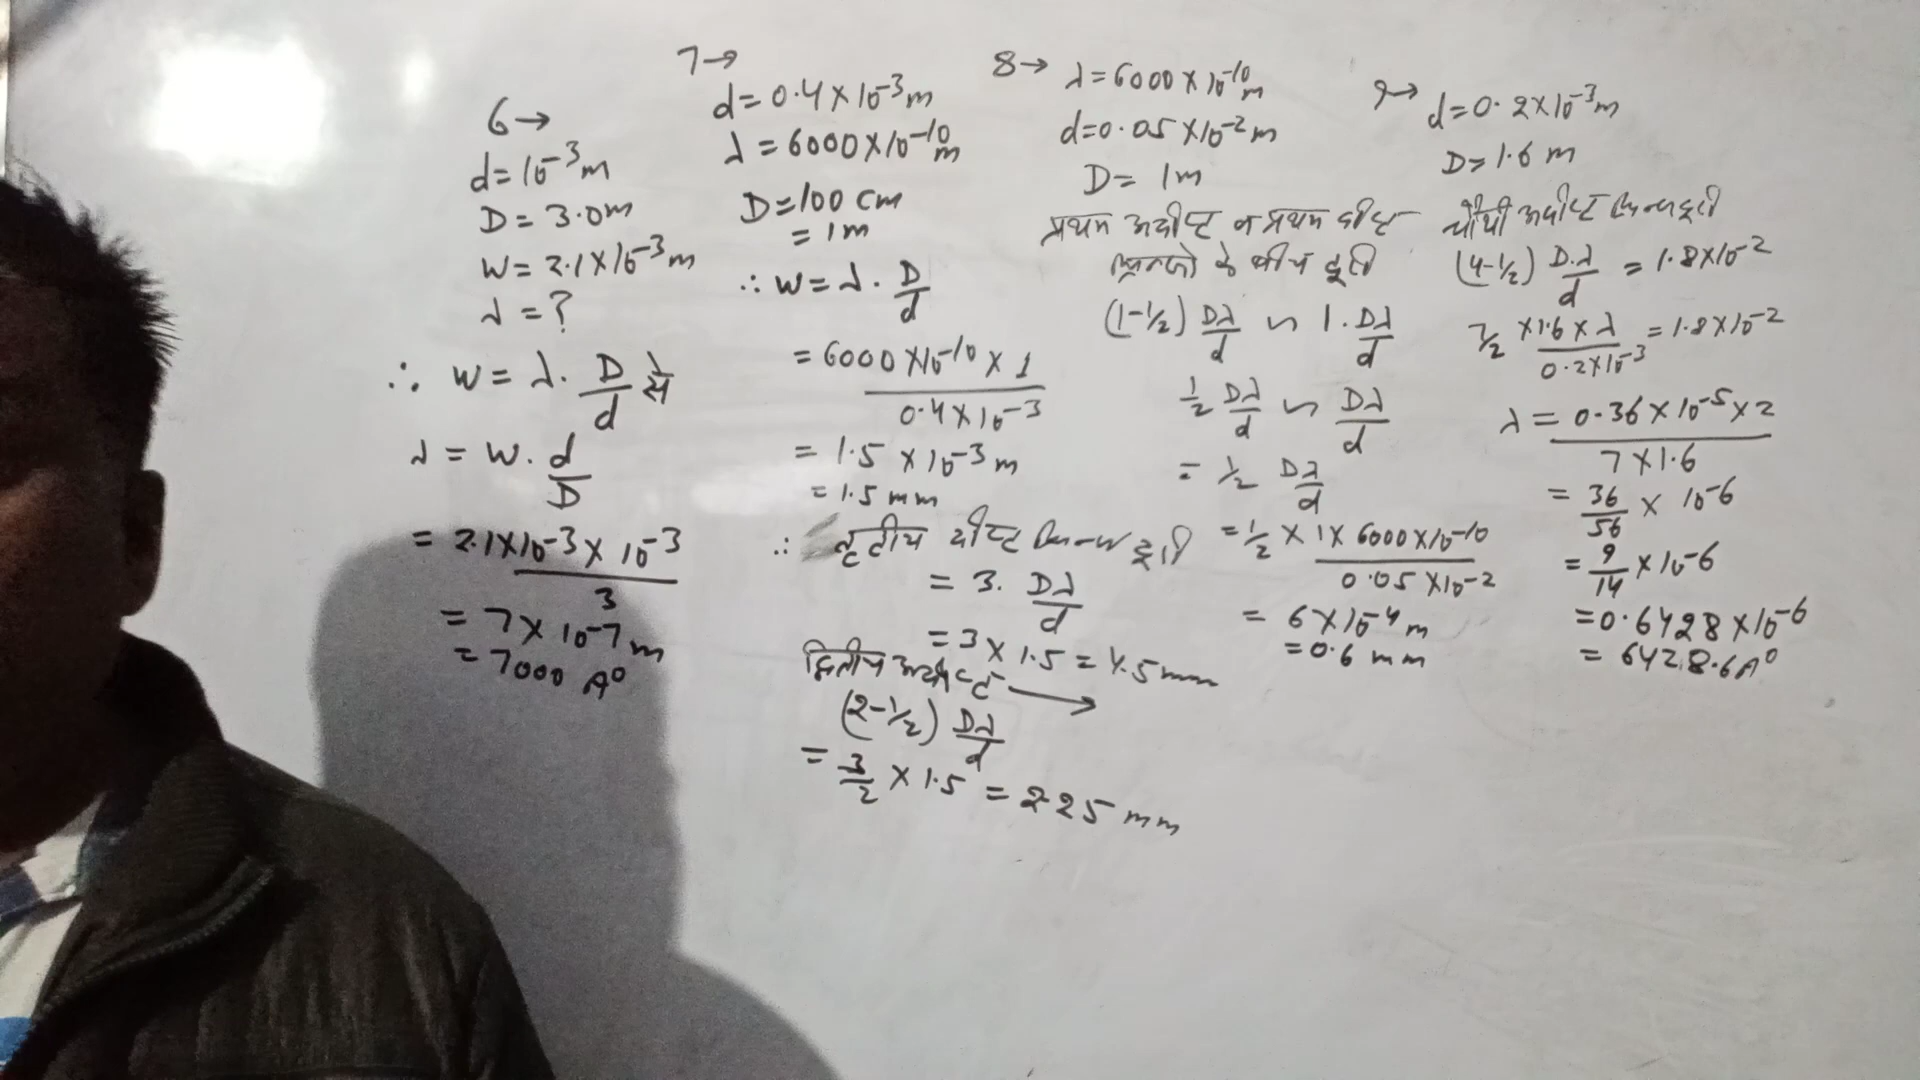 6→
d = 10⁻³ m
D = 3.0 m
W = 2.1 × 10⁻³ m
λ = ?
∴ W = λ. D/d से
λ = W. d/D
= 2.1×10⁻³ × 10⁻³ / 3
= 7 × 10⁻⁷ m
= 7000 A°
7→
d = 0.4 × 10⁻³ m
λ = 6000 × 10⁻¹⁰ m
D = 100 cm
= 1m
∴ W = λ. D/d
= 6000 × 10⁻¹⁰ × 1 / 0.4 × 10⁻³
= 1.5 × 10⁻³ m
= 1.5 mm
∴ तृतीय दीप्त फ्रिन्ज दूरी
= 3. Dλ/d
= 3 × 1.5 = 4.5 mm
द्वितीय अदीप्त →
(2-½) Dλ/d
= 3/2 × 1.5 = 2.25 mm
8→ λ = 6000 × 10⁻¹⁰ m
d = 0.05 × 10⁻² m
D = 1m
प्रथम अदीप्त व प्रथम दीप्त
फ्रिन्जो के बीच दूरी
(1-½) Dλ/d ~ 1. Dλ/d
½ Dλ/d ~ Dλ/d
= ½ Dλ/d
= ½ × 1 × 6000 × 10⁻¹⁰ / 0.05 × 10⁻²
= 6 × 10⁻⁴ m
= 0.6 mm
9→ d = 0.2 × 10⁻³ m
D = 1.6 m
चौथी अदीप्त फ्रिन्ज दूरी
(4-½) D.λ/d = 1.8×10⁻²
7/2 × 1.6 × λ / 0.2×10⁻³ = 1.8×10⁻²
λ = 0.36 × 10⁻⁵ × 2 / 7 × 1.6
= 36/56 × 10⁻⁶
= 9/14 × 10⁻⁶
= 0.6428 × 10⁻⁶
= 6428.6 A°